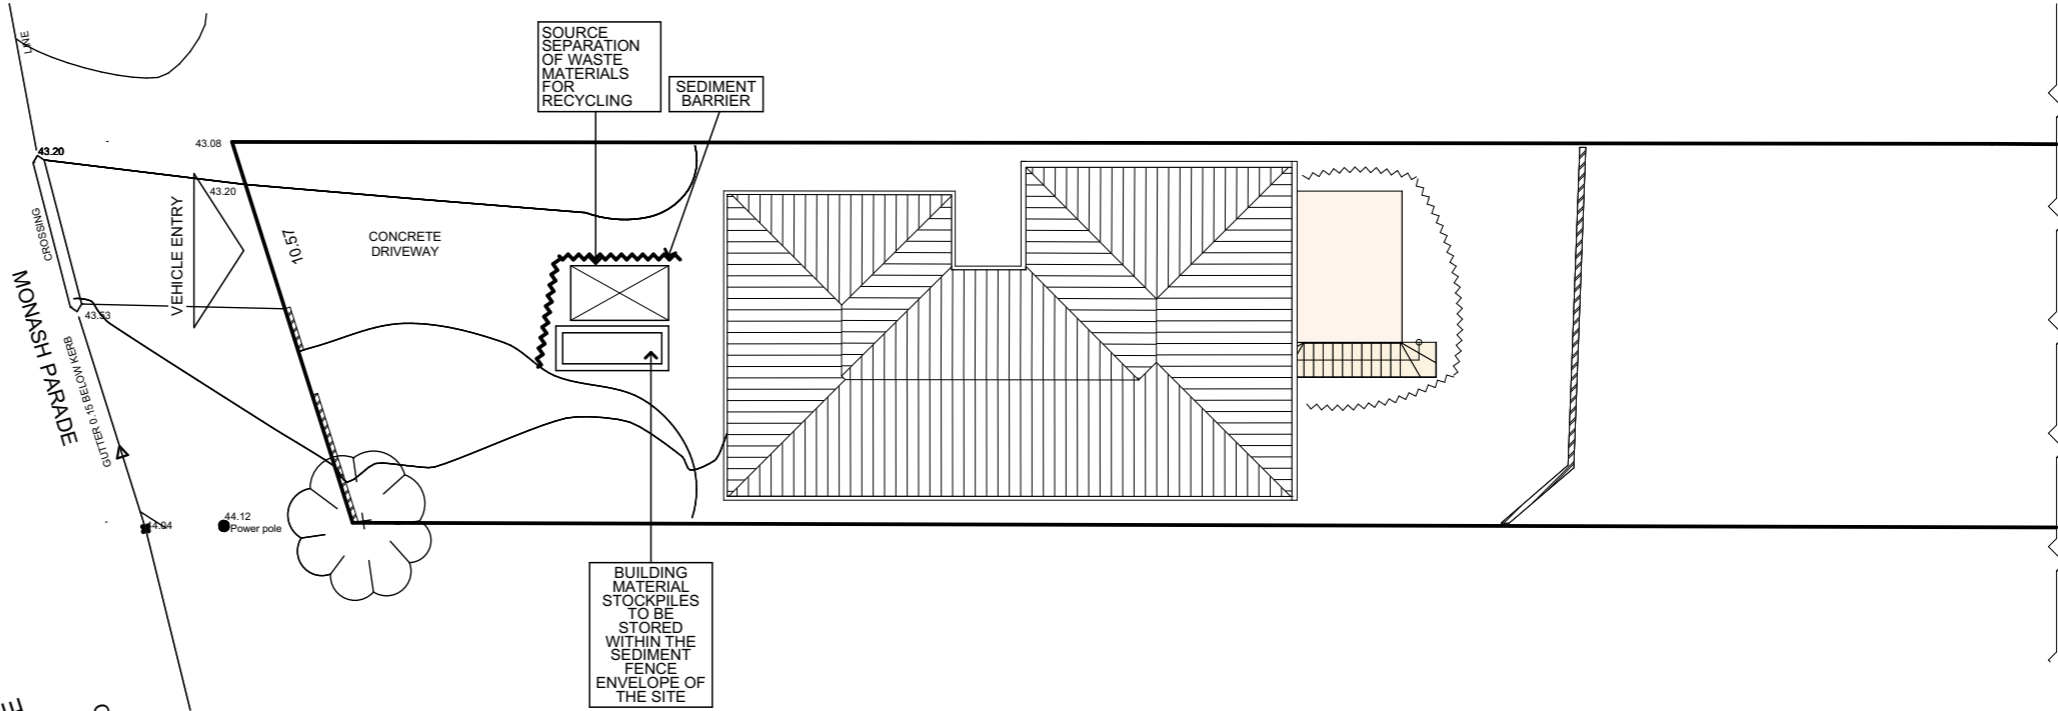 LINE
SOURCE
SEPARATION
OF WASTE
MATERIALS
FOR
RECYCLING
SEDIMENT
BARRIER
43.20
43.08
43.20
CROSSING
VEHICLE ENTRY
10.57
CONCRETE
DRIVEWAY
43.53
MONASH PARADE
GUTTER 0.15 BELOW KERB
44.12
Power pole
BUILDING
MATERIAL
STOCKPILES
TO BE
STORED
WITHIN THE
SEDIMENT
FENCE
ENVELOPE OF
THE SITE